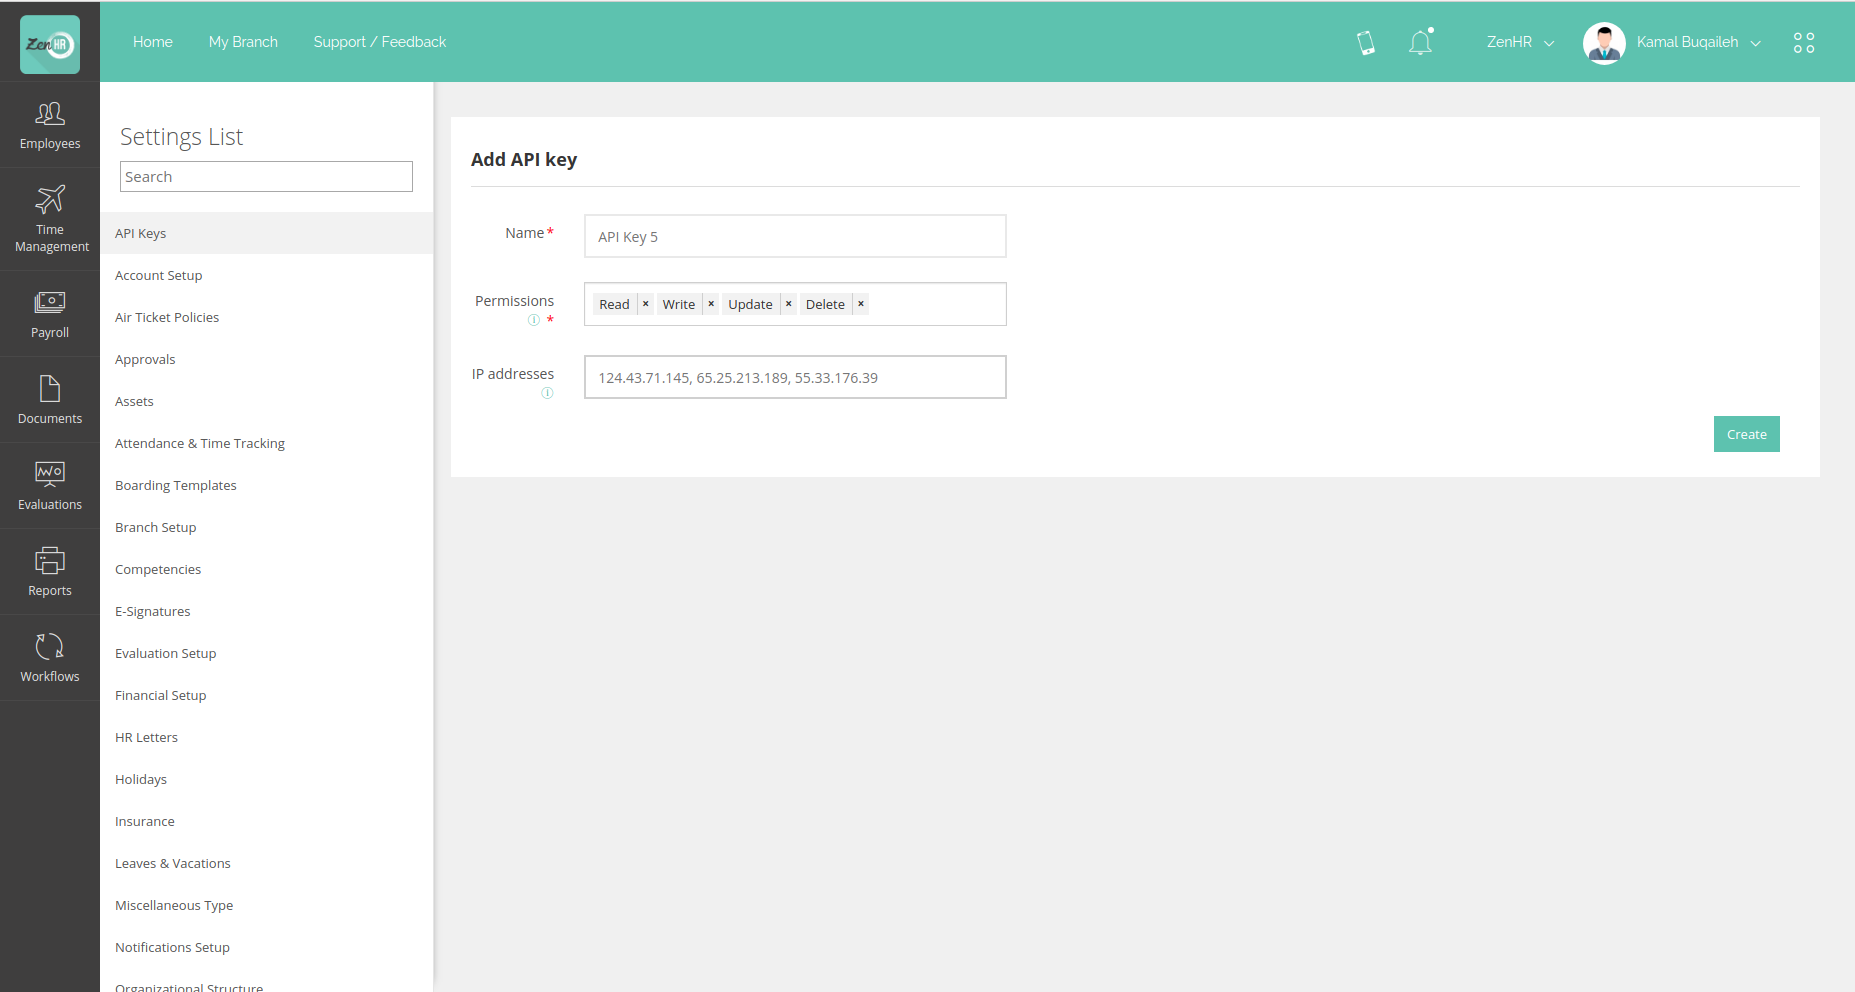 ZenHR
Home
My Branch
Support / Feedback
ZenHR
Kamal Buqaileh
Employees
Time
Management
Payroll
Documents
Evaluations
Reports
Workflows
Settings List
Search
API Keys
Account Setup
Air Ticket Policies
Approvals
Assets
Attendance & Time Tracking
Boarding Templates
Branch Setup
Competencies
E-Signatures
Evaluation Setup
Financial Setup
HR Letters
Holidays
Insurance
Leaves & Vacations
Miscellaneous Type
Notifications Setup
Organizational Structure
Add API key
Name*
API Key 5
Permissions
*
Read × Write × Update × Delete ×
IP addresses
124.43.71.145, 65.25.213.189, 55.33.176.39
Create